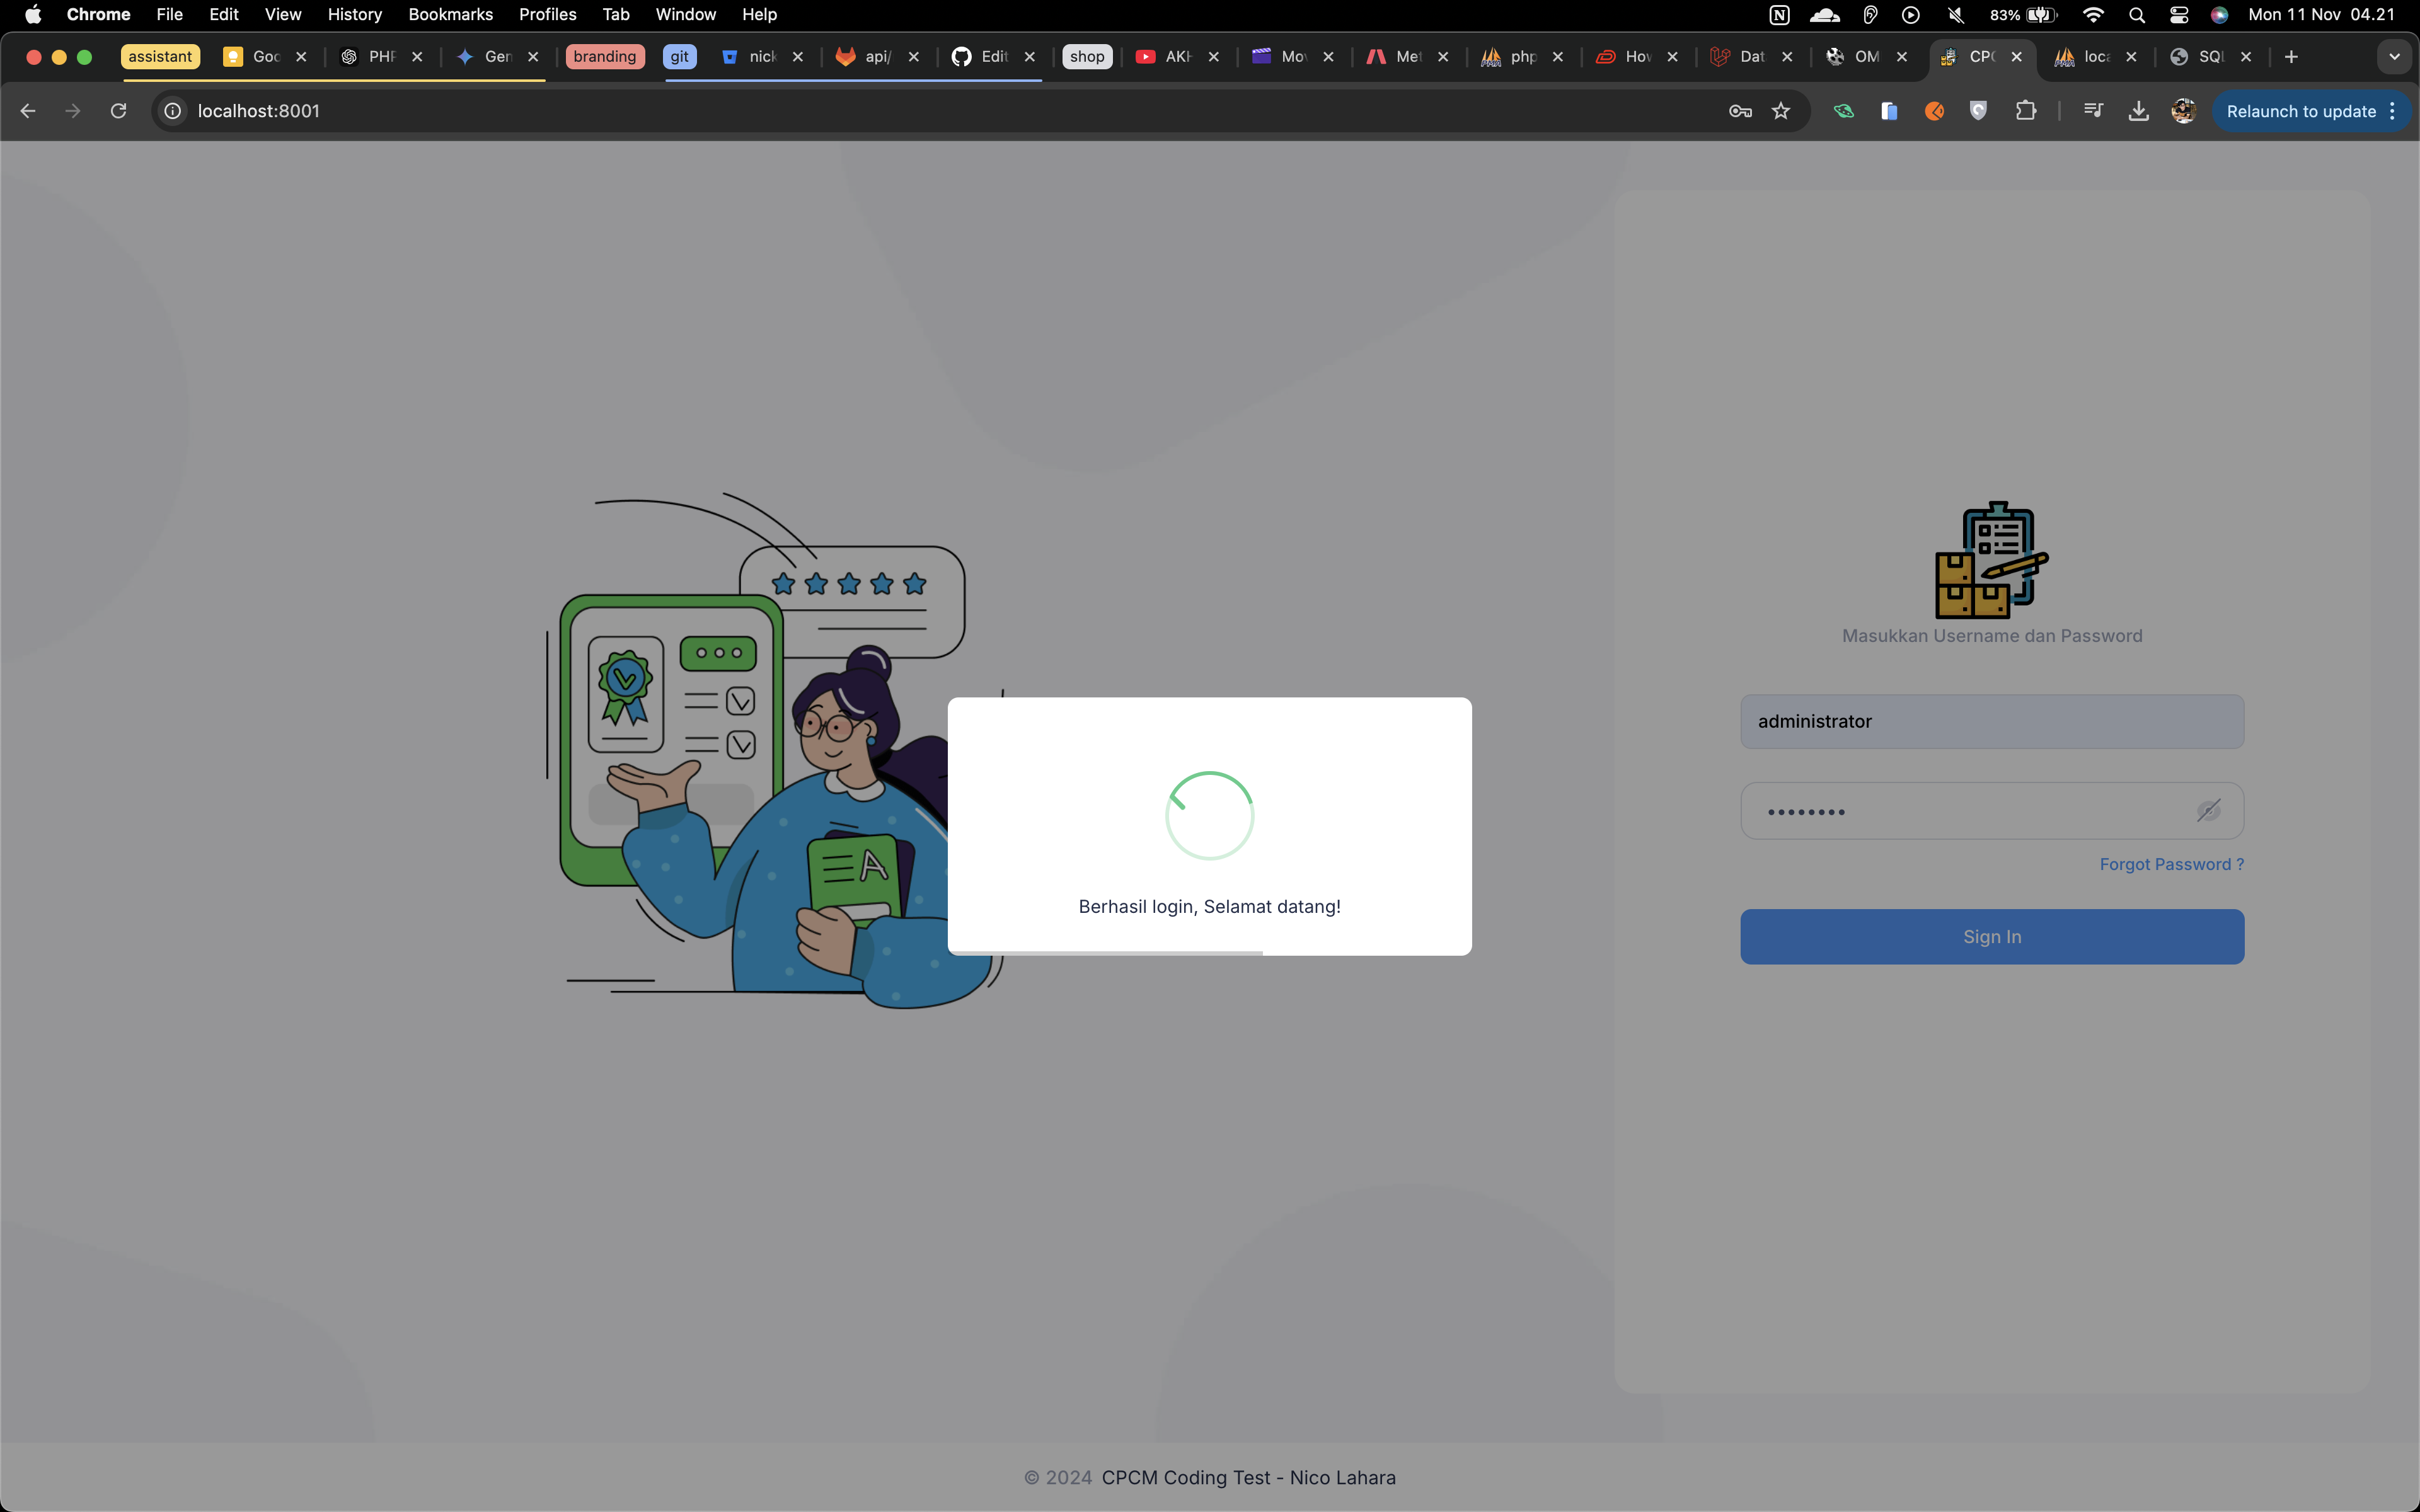 Chrome File Edit View History Bookmarks Profiles Tab Window Help 83% Mon 11 Nov 04.21
assistant Goo PHP Gen branding git nick api/ Edit shop AKH Mov Met php How Dat OM CPC loca SQL
localhost:8001 Relaunch to update
Masukkan Username dan Password
administrator
Forgot Password ?
Sign In
A
Berhasil login, Selamat datang!
© 2024 CPCM Coding Test - Nico Lahara